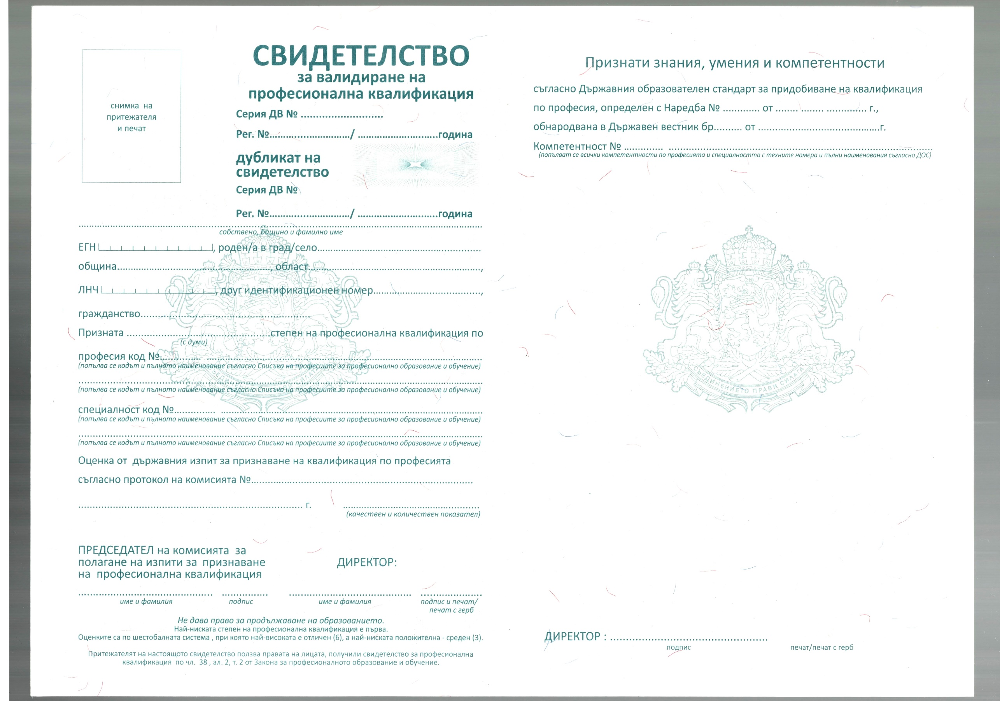 снимка на
притежателя
и печат
СВИДЕТЕЛСТВО
за валидиране на
професионална квалификация
Серия ДВ № ..............................
Рег. №............................../ ..............................година
дубликат на
свидетелство
Серия ДВ №
Рег. №............................../ ..............................година
собствено, бащино и фамилно име
ЕГН , роден/а в град/село..............................
община.............................., област..............................,
ЛНЧ , друг идентификационен номер..............................,
гражданство..............................
Призната ..............................степен на професионална квалификация по
(с думи)
професия код №.............. ..............................
(попълва се кодът и пълното наименование съгласно Списъка на професиите за професионално образование и обучение)
..............................
(попълва се кодът и пълното наименование съгласно Списъка на професиите за професионално образование и обучение)
специалност код №.............. ..............................
(попълва се кодът и пълното наименование съгласно Списъка на професиите за професионално образование и обучение)
..............................
(попълва се кодът и пълното наименование съгласно Списъка на професиите за професионално образование и обучение)
Оценка от държавния изпит за признаване на квалификация по професията
съгласно протокол на комисията №..............................
.............................. г. ..............................
(качествен и количествен показател)
ПРЕДСЕДАТЕЛ на комисията за
полагане на изпити за признаване
на професионална квалификация
ДИРЕКТОР:
име и фамилия подпис име и фамилия подпис и печат/
печат с герб
Не дава право за продължаване на образованието.
Най-ниската степен на професионална квалификация е първа.
Оценките са по шестобалната система , при която най-високата е отличен (6), а най-ниската положителна - среден (3).
Притежателят на настоящото свидетелство ползва правата на лицата, получили свидетелство за професионална
квалификация по чл. 38 , ал. 2, т. 2 от Закона за професионалното образование и обучение.
СЪЕДИНЕНИЕТО ПРАВИ СИЛАТА
Признати знания, умения и компетентности
съгласно Държавния образователен стандарт за придобиване на квалификация
по професия, определен с Наредба № ............. от ........ ........ .............. г.,
обнародвана в Държавен вестник бр.......... от ..............................г.
Компетентност № .............. ..............................
(попълват се всички компетентности по професията и специалността с техните номера и пълни наименования съгласно ДОС)
СЪЕДИНЕНИЕТО ПРАВИ СИЛАТА
ДИРЕКТОР : ..............................
подпис печат/печат с герб